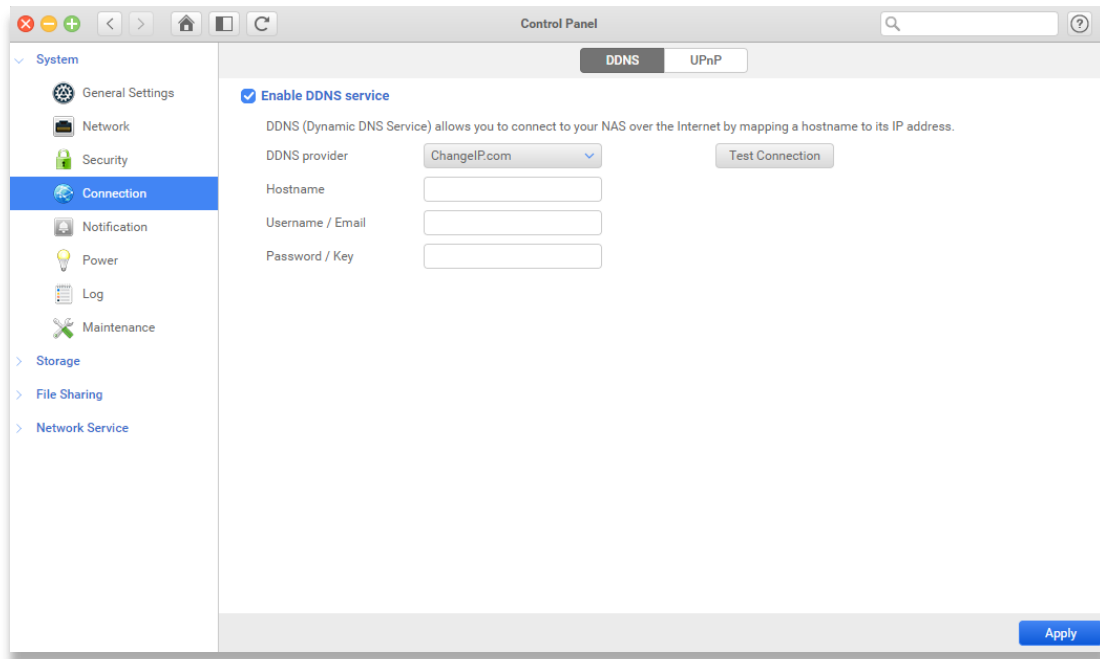 Control Panel
System
General Settings
Network
Security
Connection
Notification
Power
Log
Maintenance
Storage
File Sharing
Network Service
DDNS UPnP
Enable DDNS service
DDNS (Dynamic DNS Service) allows you to connect to your NAS over the Internet by mapping a hostname to its IP address.
DDNS provider ChangeIP.com Test Connection
Hostname
Username / Email
Password / Key
Apply